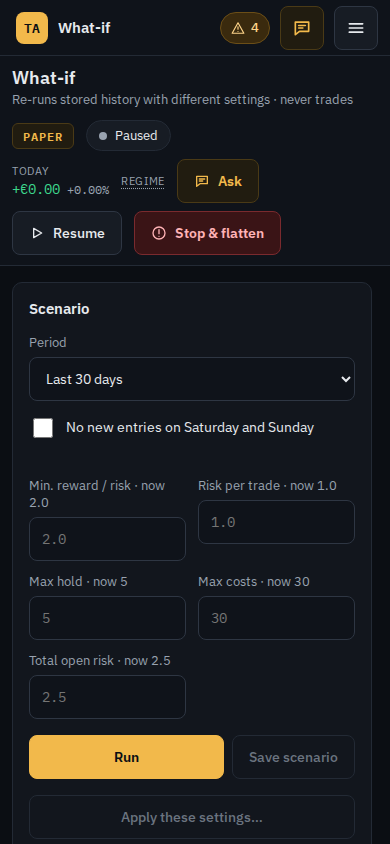 TA What-if 4
What-if
Re-runs stored history with different settings · never trades
PAPER Paused
TODAY
+€0.00 +0.00% REGIME Ask
Resume Stop & flatten
Scenario
Period
Last 30 days
No new entries on Saturday and Sunday
Min. reward / risk · now 2.0
Risk per trade · now 1.0
2.0
1.0
Max hold · now 5
Max costs · now 30
5
30
Total open risk · now 2.5
2.5
Run Save scenario
Apply these settings...